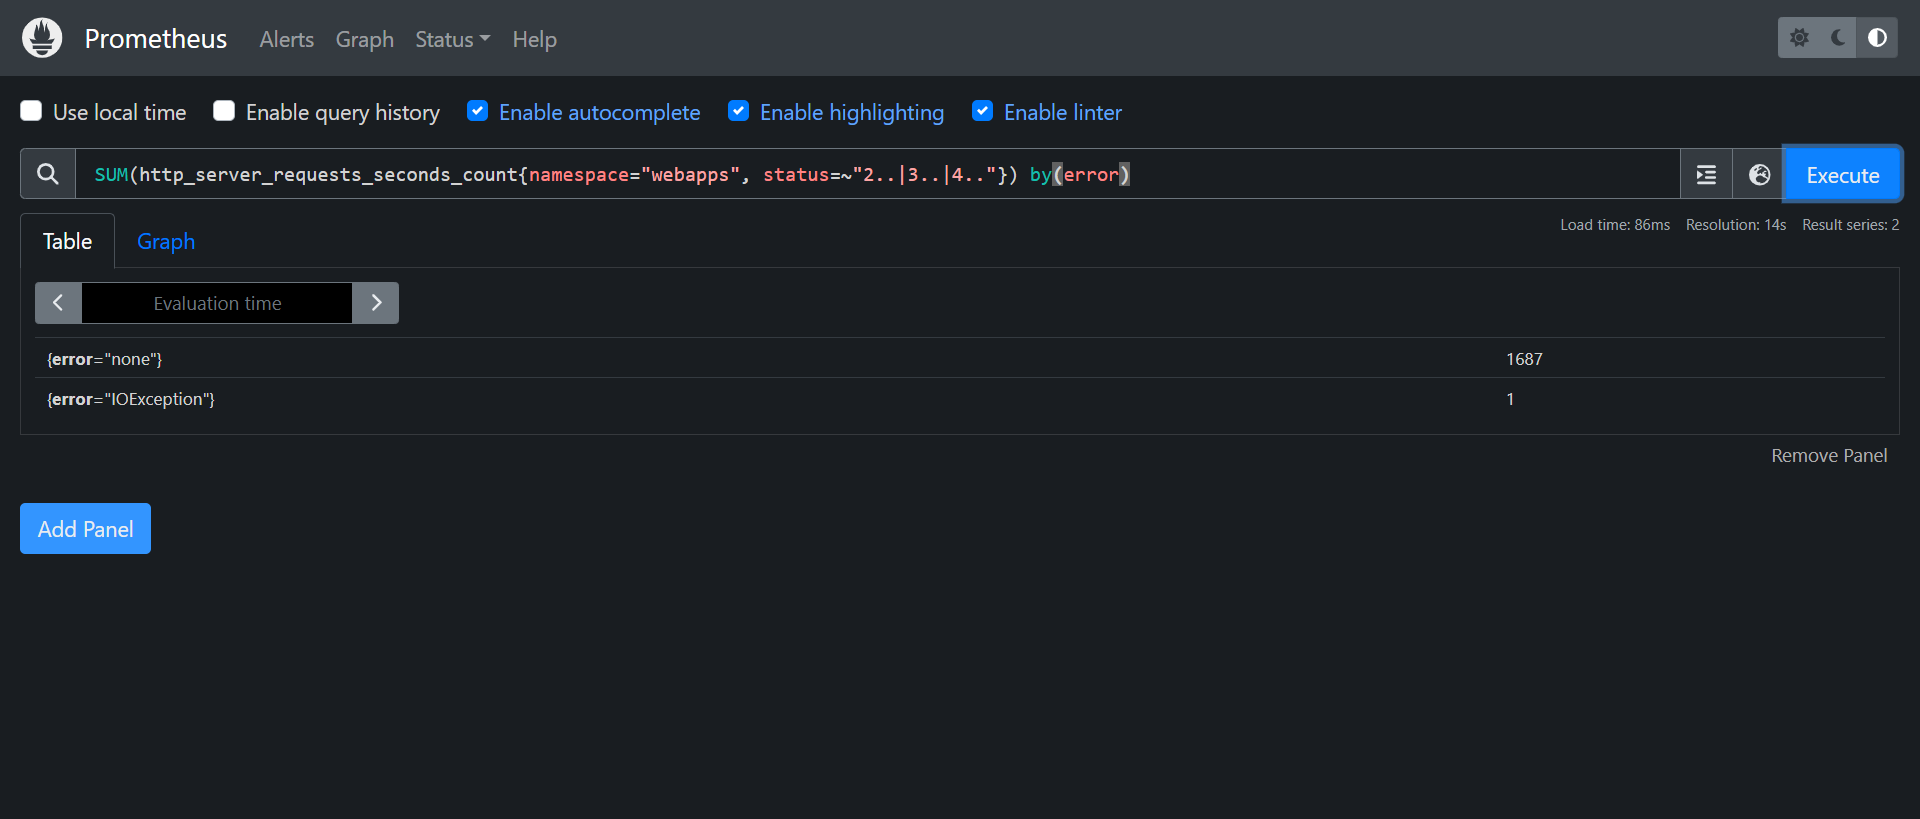 Prometheus Alerts Graph Status Help
Use local time Enable query history Enable autocomplete Enable highlighting Enable linter
SUM(http_server_requests_seconds_count{namespace="webapps", status=~"2..|3..|4.."}) by(error) Execute
Table Graph Load time: 86ms Resolution: 14s Result series: 2
Evaluation time
{error="none"} 1687
{error="IOException"} 1
Remove Panel
Add Panel